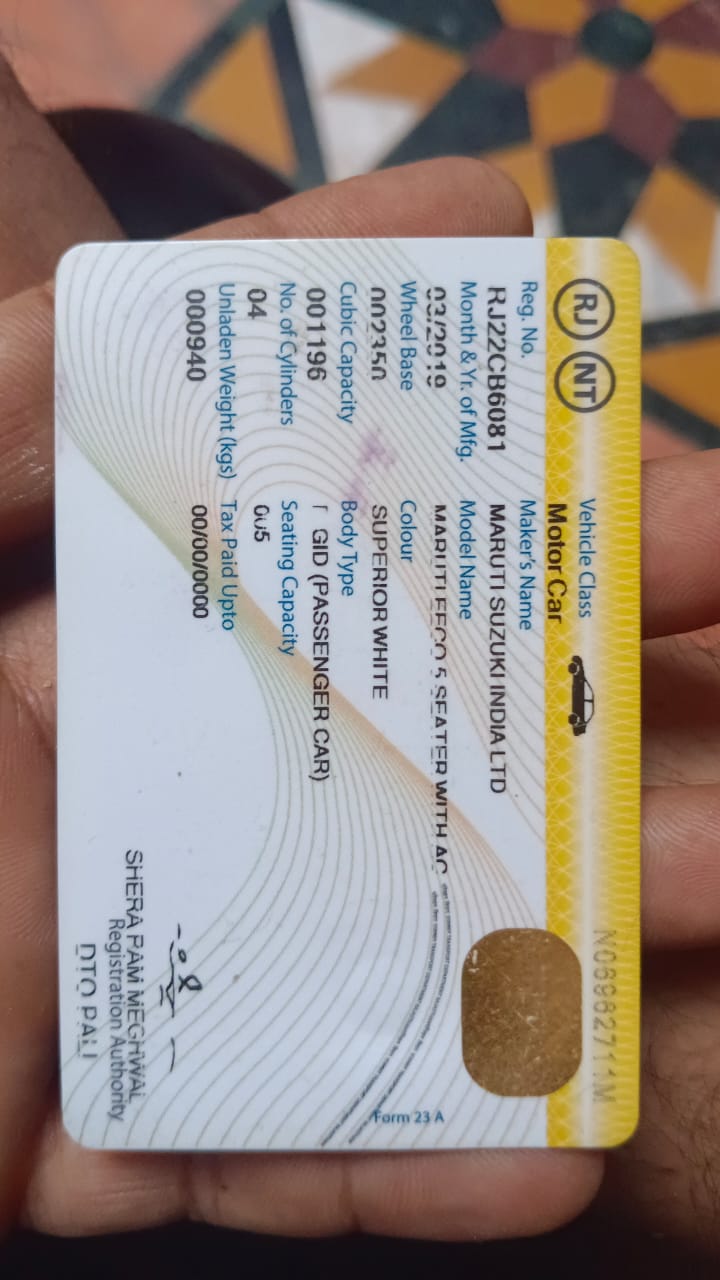 RJ NT
Vehicle Class
Motor Car
N06962711M
Reg. No.
RJ22CB6081
Maker's Name
MARUTI SUZUKI INDIA LTD
Month & Yr. of Mfg.
03/2019
Model Name
MARUTI EECO 5 SEATER WITH AC
Wheel Base
002350
Colour
SUPERIOR WHITE
Cubic Capacity
001196
Body Type
GID (PASSENGER CAR)
No. of Cylinders
04
Seating Capacity
005
Unladen Weight (kgs)
000940
Tax Paid Upto
00/00/0000
Form 23 A
SHERA RAM MEGHWAL
Registration Authority
DTO PALI